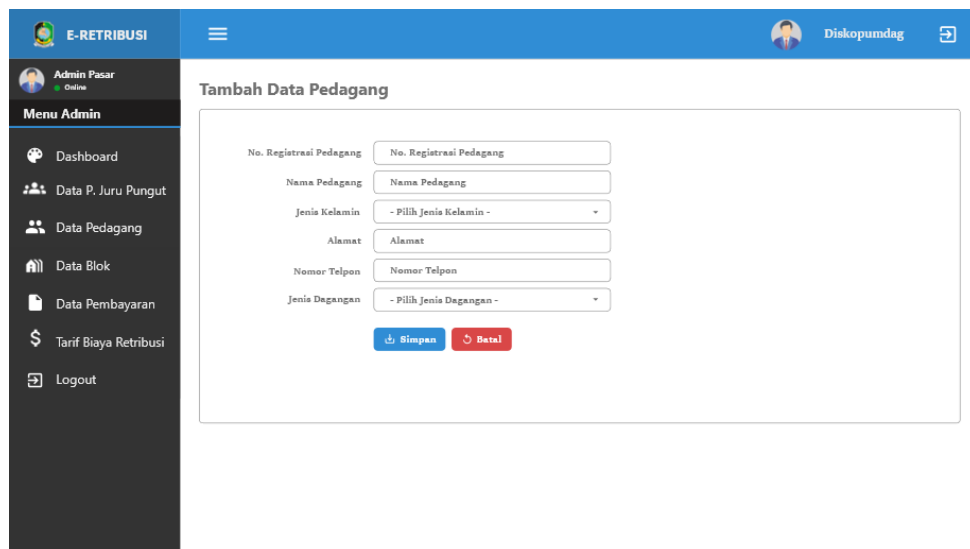 E-RETRIBUSI
Diskopumdag
Admin Pasar
Online
Menu Admin
Dashboard
Data P. Juru Pungut
Data Pedagang
Data Blok
Data Pembayaran
Tarif Biaya Retribusi
Logout
Tambah Data Pedagang
No. Registrasi Pedagang No. Registrasi Pedagang
Nama Pedagang Nama Pedagang
Jenis Kelamin - Pilih Jenis Kelamin -
Alamat Alamat
Nomor Telpon Nomor Telpon
Jenis Dagangan - Pilih Jenis Dagangan -
Simpan Batal